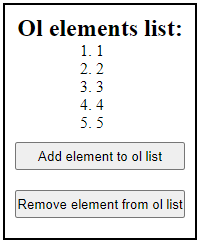 Ol elements list:
1. 1
2. 2
3. 3
4. 4
5. 5
Add element to ol list
Remove element from ol list